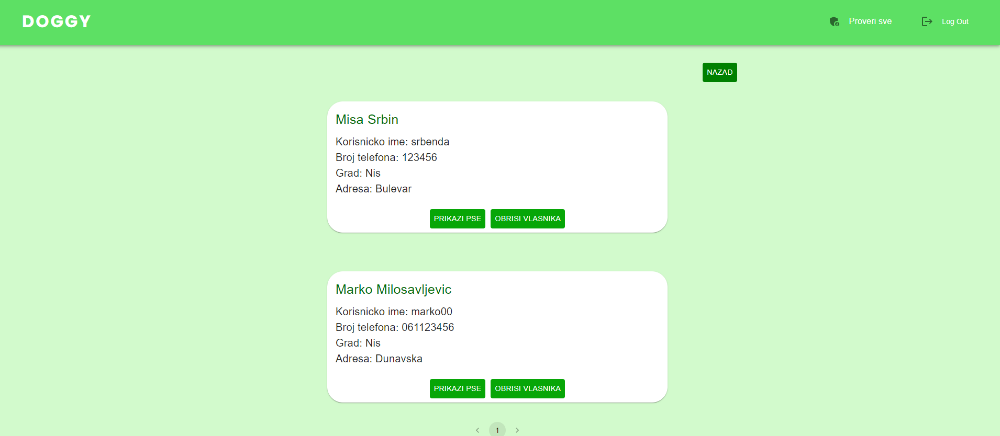 DOGGY
Proveri sve
Log Out
NAZAD
Misa Srbin
Korisnicko ime: srbenda
Broj telefona: 123456
Grad: Nis
Adresa: Bulevar
PRIKAZI PSE
OBRISI VLASNIKA
Marko Milosavljevic
Korisnicko ime: marko00
Broj telefona: 061123456
Grad: Nis
Adresa: Dunavska
PRIKAZI PSE
OBRISI VLASNIKA
1